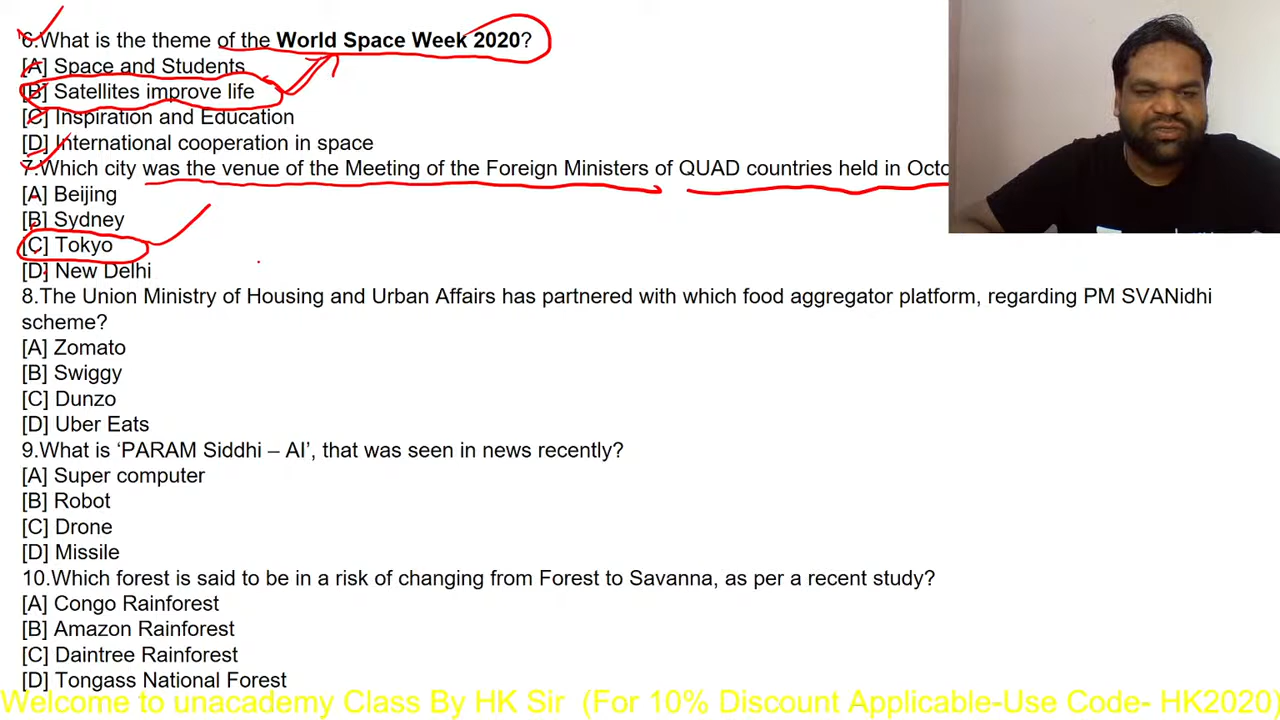 6.What is the theme of the World Space Week 2020?
[A] Space and Students
[B] Satellites improve life
[C] Inspiration and Education
[D] International cooperation in space
7.Which city was the venue of the Meeting of the Foreign Ministers of QUAD countries held in Octo
[A] Beijing
[B] Sydney
[C] Tokyo
[D] New Delhi
8.The Union Ministry of Housing and Urban Affairs has partnered with which food aggregator platform, regarding PM SVANidhi
scheme?
[A] Zomato
[B] Swiggy
[C] Dunzo
[D] Uber Eats
9.What is ‘PARAM Siddhi – AI’, that was seen in news recently?
[A] Super computer
[B] Robot
[C] Drone
[D] Missile
10.Which forest is said to be in a risk of changing from Forest to Savanna, as per a recent study?
[A] Congo Rainforest
[B] Amazon Rainforest
[C] Daintree Rainforest
[D] Tongass National Forest
Welcome to unacademy Class By HK Sir (For 10% Discount Applicable-Use Code- HK2020)